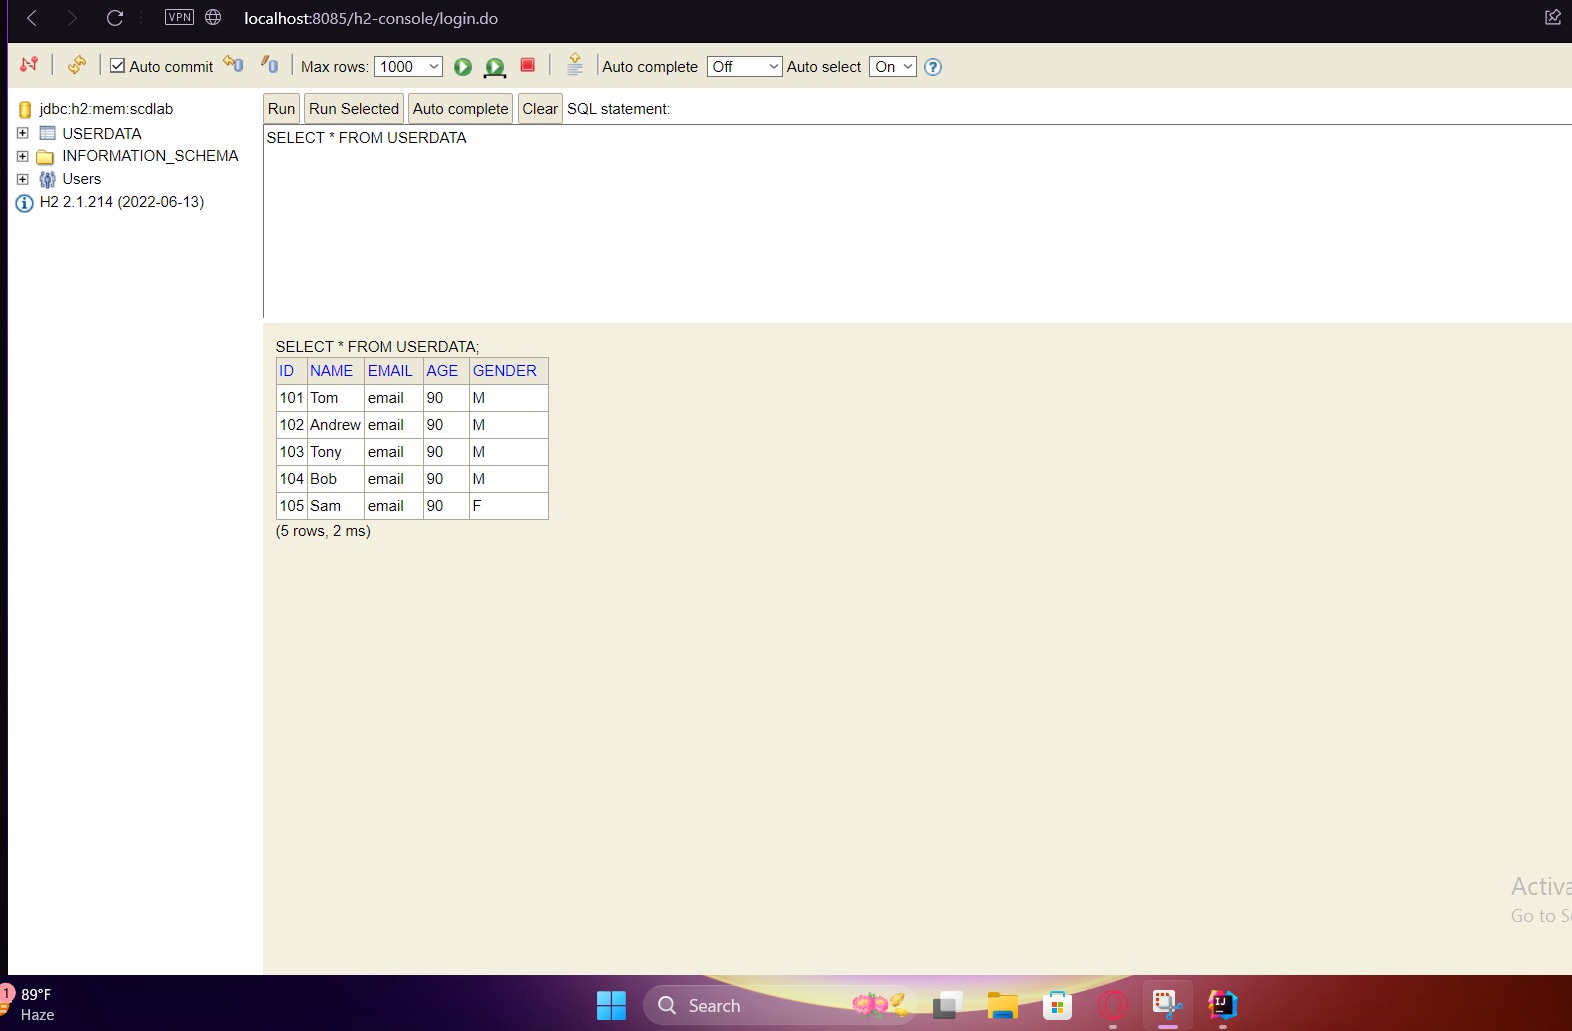 VPN localhost:8085/h2-console/login.do
Auto commit Max rows: 1000 Auto complete Off Auto select On ?
jdbc:h2:mem:scdlab
USERDATA
INFORMATION_SCHEMA
Users
H2 2.1.214 (2022-06-13)
Run Run Selected Auto complete Clear SQL statement:
SELECT * FROM USERDATA
SELECT * FROM USERDATA;
ID NAME EMAIL AGE GENDER
101 Tom email 90 M
102 Andrew email 90 M
103 Tony email 90 M
104 Bob email 90 M
105 Sam email 90 F
(5 rows, 2 ms)
Activa
Go to S
1
89°F
Haze
Search
IJ